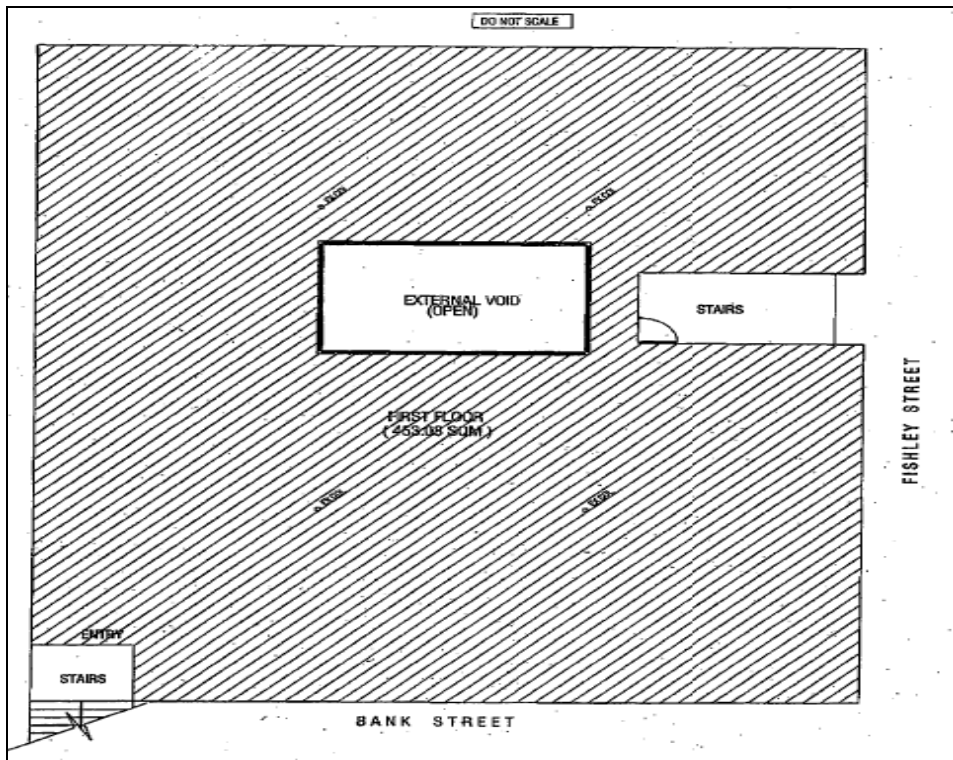 DO NOT SCALE
EXTERNAL VOID
(OPEN)
STAIRS
FISHLEY STREET
FIRST FLOOR
( 453.08 SQM )
ENTRY
STAIRS
BANK STREET